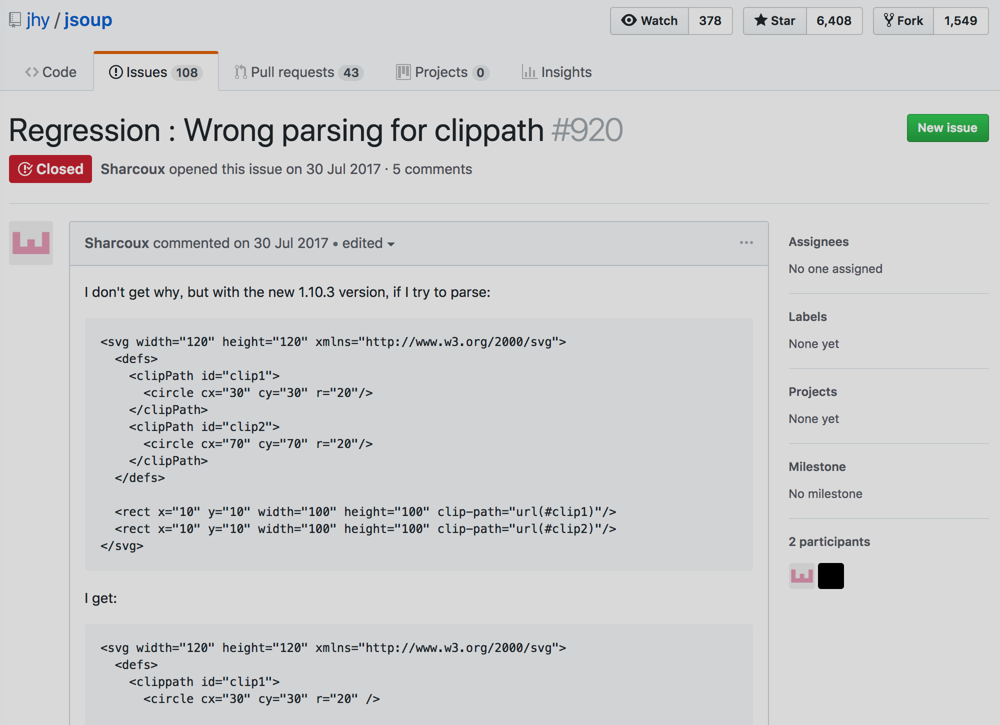 jhy / jsoup
Watch 378 Star 6,408 Fork 1,549
Code Issues 108 Pull requests 43 Projects 0 Insights
Regression : Wrong parsing for clippath #920
New issue
Closed Sharcoux opened this issue on 30 Jul 2017 · 5 comments
Sharcoux commented on 30 Jul 2017 • edited
I don't get why, but with the new 1.10.3 version, if I try to parse:
<svg width="120" height="120" xmlns="http://www.w3.org/2000/svg">
  <defs>
    <clipPath id="clip1">
      <circle cx="30" cy="30" r="20"/>
    </clipPath>
    <clipPath id="clip2">
      <circle cx="70" cy="70" r="20"/>
    </clipPath>
  </defs>
  <rect x="10" y="10" width="100" height="100" clip-path="url(#clip1)"/>
  <rect x="10" y="10" width="100" height="100" clip-path="url(#clip2)"/>
</svg>
I get:
<svg width="120" height="120" xmlns="http://www.w3.org/2000/svg">
  <defs>
    <clippath id="clip1">
      <circle cx="30" cy="30" r="20" />
Assignees
No one assigned
Labels
None yet
Projects
None yet
Milestone
No milestone
2 participants